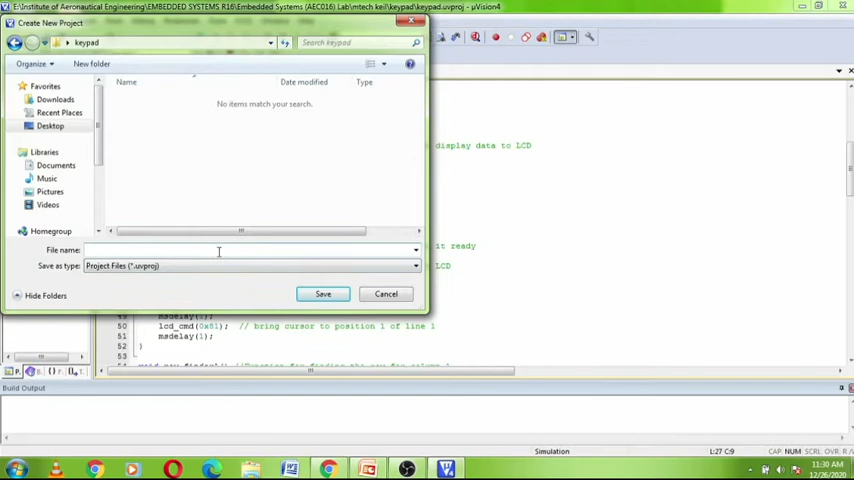 E:\Institute of Aeronautical Engineering\EMBEDDED SYSTEMS R16\Embedded Systems (AEC016) Lab\mtech keil\keypad\keypad.uvproj - µVision4
Create New Project
keypad
Search keypad
Organize
New folder
Favorites
Downloads
Recent Places
Desktop
Libraries
Documents
Music
Pictures
Videos
Homegroup
Name
Date modified
Type
No items match your search.
File name:
Save as type:
Project Files (*.uvproj)
Hide Folders
Save
Cancel
display data to LCD
it ready
LCD
49
msdelay(1);
50
lcd_cmd(0x81); // bring cursor to position 1 of line 1
51
msdelay(1);
52
}
53
Build Output
Simulation
L:27 C:9
CAP NUM SCRL OVR R
11:30 AM
12/26/2020